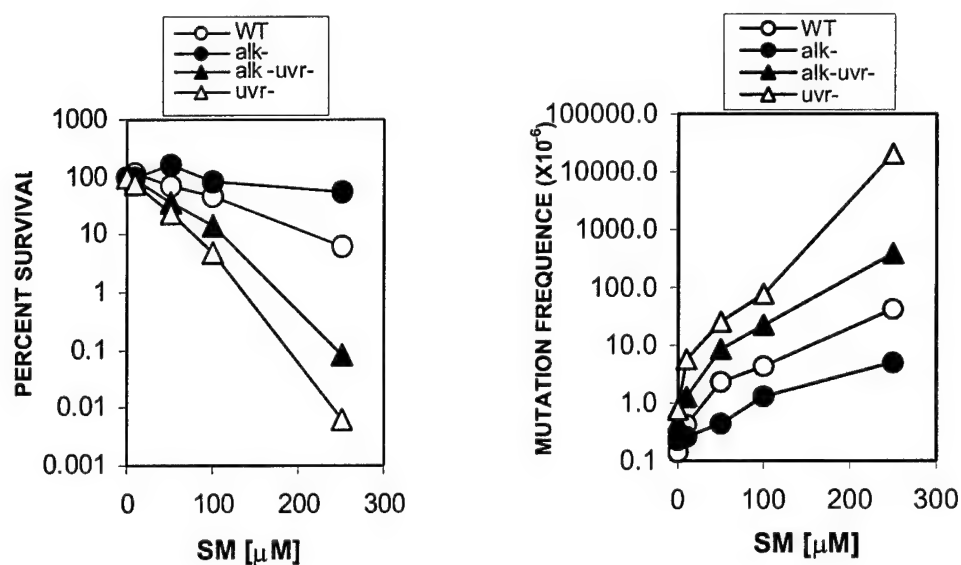 WT
alk-
alk -uvr-
uvr-
PERCENT SURVIVAL
1000
100
10
1
0.1
0.01
0.001
0
100
200
300
SM [µM]
WT
alk-
alk-uvr-
uvr-
MUTATION FREQUENCE (X10⁻⁶)
100000.0
10000.0
1000.0
100.0
10.0
1.0
0.1
0
100
200
300
SM [µM]